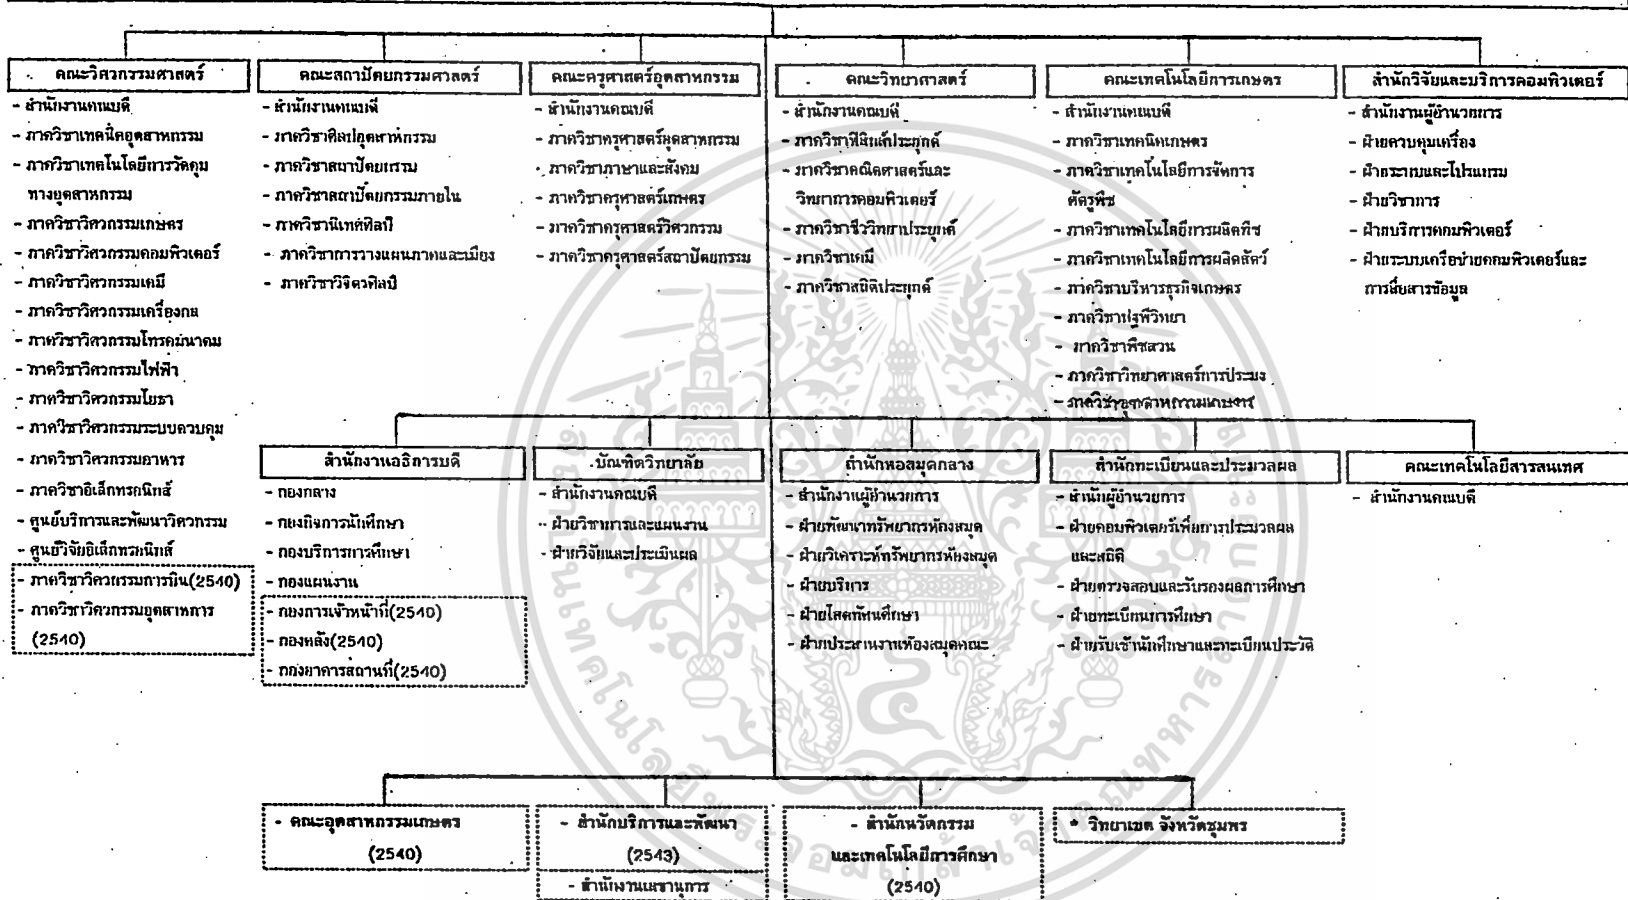 คณะวิศวกรรมศาสตร์
- สำนักงานคณบดี
- ภาควิชาเทคนิคอุตสาหกรรม
- ภาควิชาเทคโนโลยีการวัดคุม
ทางอุตสาหกรรม
- ภาควิชาวิศวกรรมเกษตร
- ภาควิชาวิศวกรรมคอมพิวเตอร์
- ภาควิชาวิศวกรรมเคมี
- ภาควิชาวิศวกรรมเครื่องกล
- ภาควิชาวิศวกรรมโทรคมนาคม
- ภาควิชาวิศวกรรมไฟฟ้า
- ภาควิชาวิศวกรรมโยธา
- ภาควิชาวิศวกรรมระบบควบคุม
- ภาควิชาวิศวกรรมอาหาร
- ภาควิชาอิเล็กทรอนิกส์
- ศูนย์บริการและพัฒนาวิศวกรรม
- ศูนย์วิจัยอิเล็กทรอนิกส์
- ภาควิชาวิศวกรรมการบิน(2540)
- ภาควิชาวิศวกรรมอุตสาหการ
(2540)
คณะสถาปัตยกรรมศาสตร์
- สำนักงานคณบดี
- ภาควิชาศิลปอุตสาหกรรม
- ภาควิชาสถาปัตยกรรม
- ภาควิชาสถาปัตยกรรมภายใน
- ภาควิชานิเทศศิลป์
- ภาควิชาการวางแผนภาคและเมือง
- ภาควิชาวิจิตรศิลป์
คณะครุศาสตร์อุตสาหกรรม
- สำนักงานคณบดี
- ภาควิชาครุศาสตร์อุตสาหกรรม
- ภาควิชาภาษาและสังคม
- ภาควิชาครุศาสตร์เกษตร
- ภาควิชาครุศาสตร์วิศวกรรม
- ภาควิชาครุศาสตร์สถาปัตยกรรม
คณะวิทยาศาสตร์
- สำนักงานคณบดี
- ภาควิชาฟิสิกส์ประยุกต์
- ภาควิชาคณิตศาสตร์และ
วิทยาการคอมพิวเตอร์
- ภาควิชาชีววิทยาประยุกต์
- ภาควิชาเคมี
- ภาควิชาสถิติประยุกต์
คณะเทคโนโลยีการเกษตร
- สำนักงานคณบดี
- ภาควิชาเทคนิคเกษตร
- ภาควิชาเทคโนโลยีการจัดการ
ศัตรูพืช
- ภาควิชาเทคโนโลยีการผลิตพืช
- ภาควิชาเทคโนโลยีการผลิตสัตว์
- ภาควิชาบริหารธุรกิจเกษตร
- ภาควิชาปฐพีวิทยา
- ภาควิชาพืชสวน
- ภาควิชาวิทยาศาสตร์การประมง
- ภาควิชาอุตสาหกรรมเกษตร
สำนักวิจัยและบริการคอมพิวเตอร์
- สำนักงานผู้อำนวยการ
- ฝ่ายควบคุมเครื่อง
- ฝ่ายระบบและโปรแกรม
- ฝ่ายวิชาการ
- ฝ่ายบริการคอมพิวเตอร์
- ฝ่ายระบบเครือข่ายคอมพิวเตอร์และ
การสื่อสารข้อมูล
สำนักงานอธิการบดี
- กองกลาง
- กองกิจการนักศึกษา
- กองบริการการศึกษา
- กองแผนงาน
- กองการเจ้าหน้าที่(2540)
- กองคลัง(2540)
- กองอาคารสถานที่(2540)
บัณฑิตวิทยาลัย
- สำนักงานคณบดี
- ฝ่ายวิชาการและแผนงาน
- ฝ่ายวิจัยและประเมินผล
สำนักหอสมุดกลาง
- สำนักงานผู้อำนวยการ
- ฝ่ายพัฒนาทรัพยากรห้องสมุด
- ฝ่ายวิเคราะห์ทรัพยากรห้องสมุด
- ฝ่ายบริการ
- ฝ่ายโสตทัศนศึกษา
- ฝ่ายประสานงานห้องสมุดคณะ
สำนักทะเบียนและประมวลผล
- สำนักผู้อำนวยการ
- ฝ่ายคอมพิวเตอร์เพื่อการประมวลผล
และสถิติ
- ฝ่ายตรวจสอบและรับรองผลการศึกษา
- ฝ่ายทะเบียนการศึกษา
- ฝ่ายรับเข้านักศึกษาและทะเบียนประวัติ
คณะเทคโนโลยีสารสนเทศ
- สำนักงานคณบดี
- คณะอุตสาหกรรมเกษตร
(2540)
- สำนักบริการและพัฒนา
(2543)
- สำนักงานเลขานุการ
- สำนักนวัตกรรม
และเทคโนโลยีการศึกษา
(2540)
* วิทยาเขต จังหวัดชุมพร
สถาบันเทคโนโลยีพระจอมเกล้าเจ้าคุณทหารลาดกระบัง